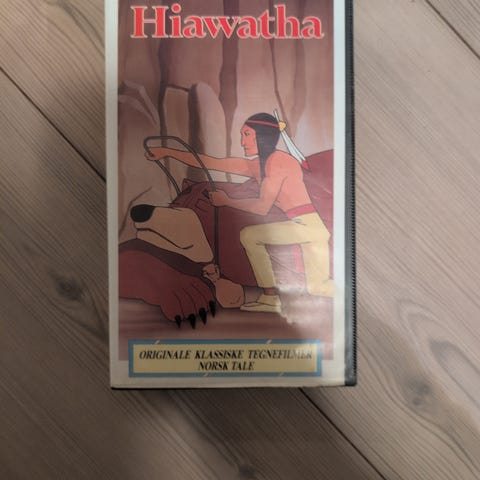 Hiawatha
ORIGINALE KLASSISKE TEGNEFILMER
NORSK TALE